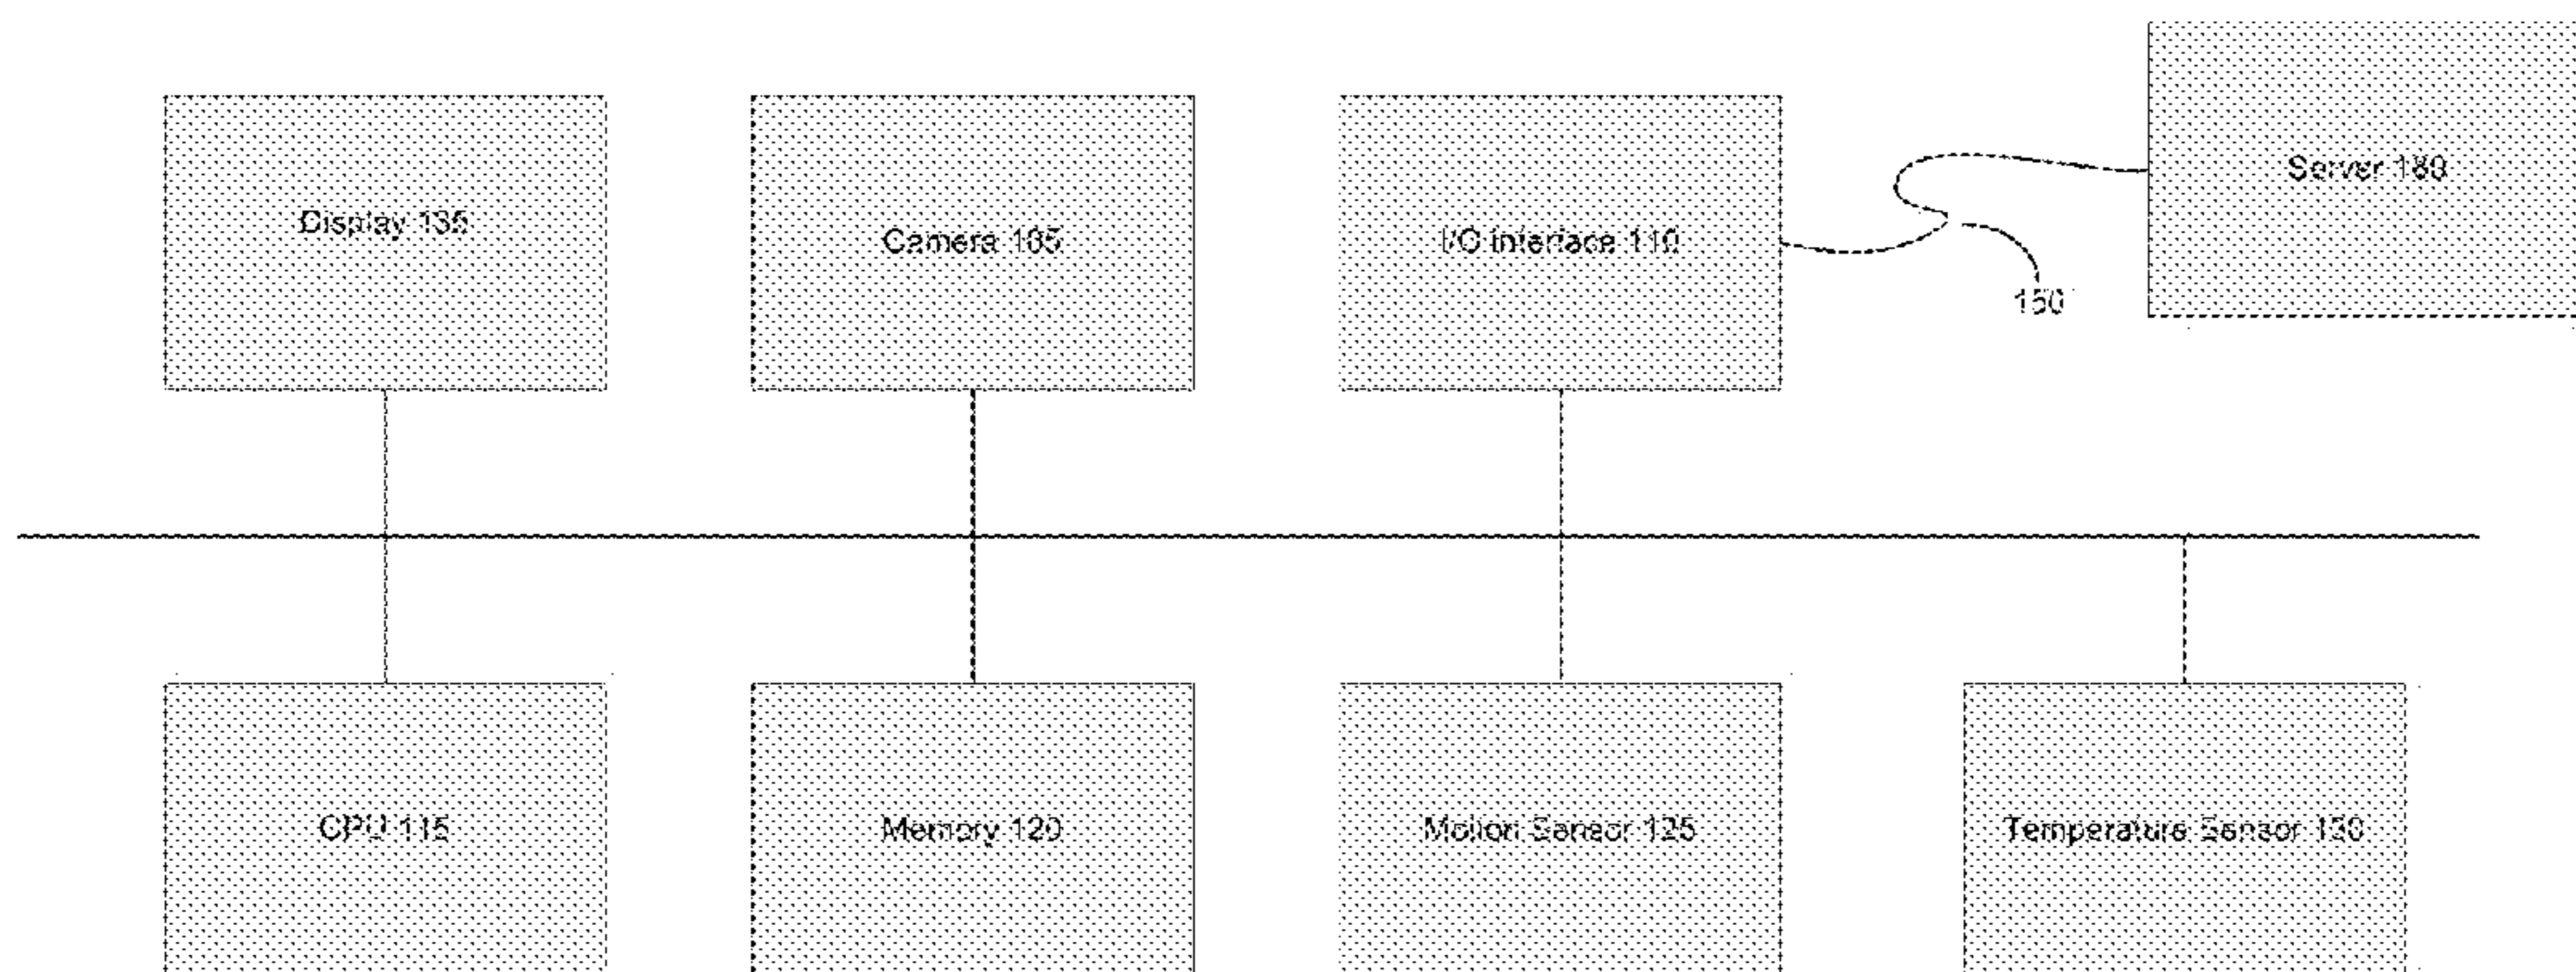 Server 180
Display 135
Camera 105
I/O interface 110
150
CPU 115
Memory 120
Motion Sensor 125
Temperature Sensor 130